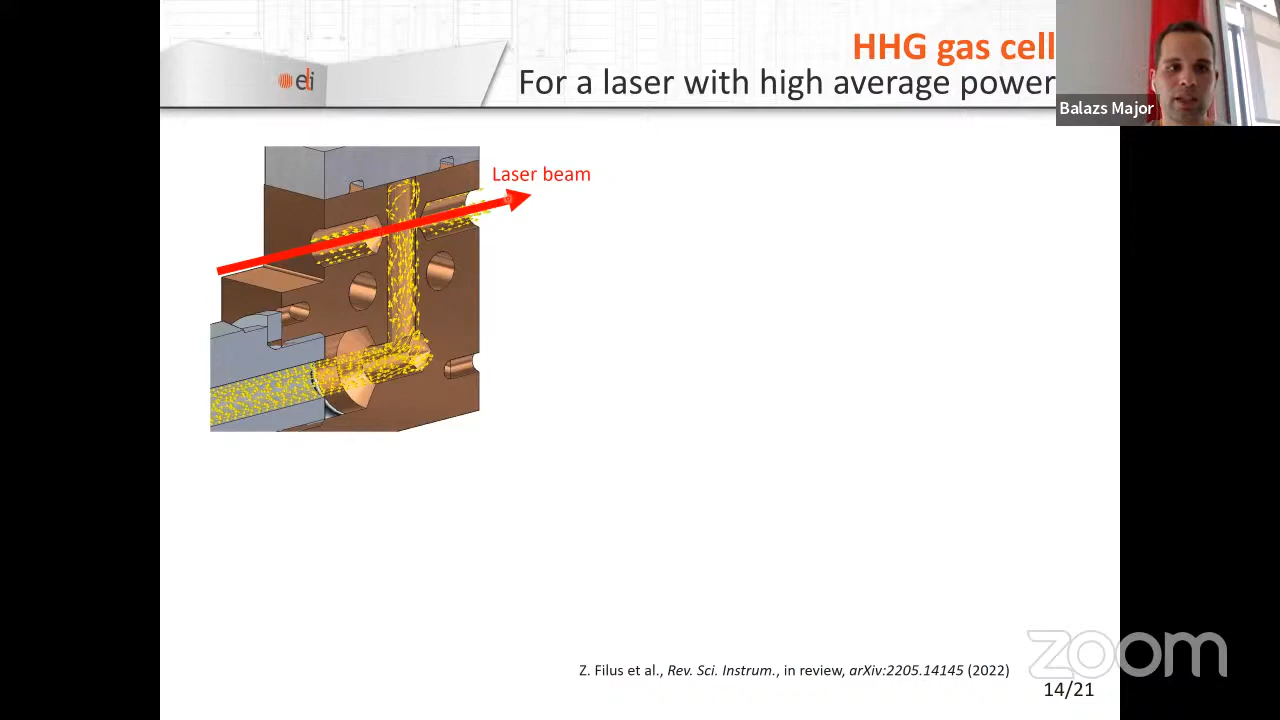 HHG gas cell
For a laser with high average power
eli
Balazs Major
Laser beam
Z. Filus et al., Rev. Sci. Instrum., in review, arXiv:2205.14145 (2022)
zoom
14/21